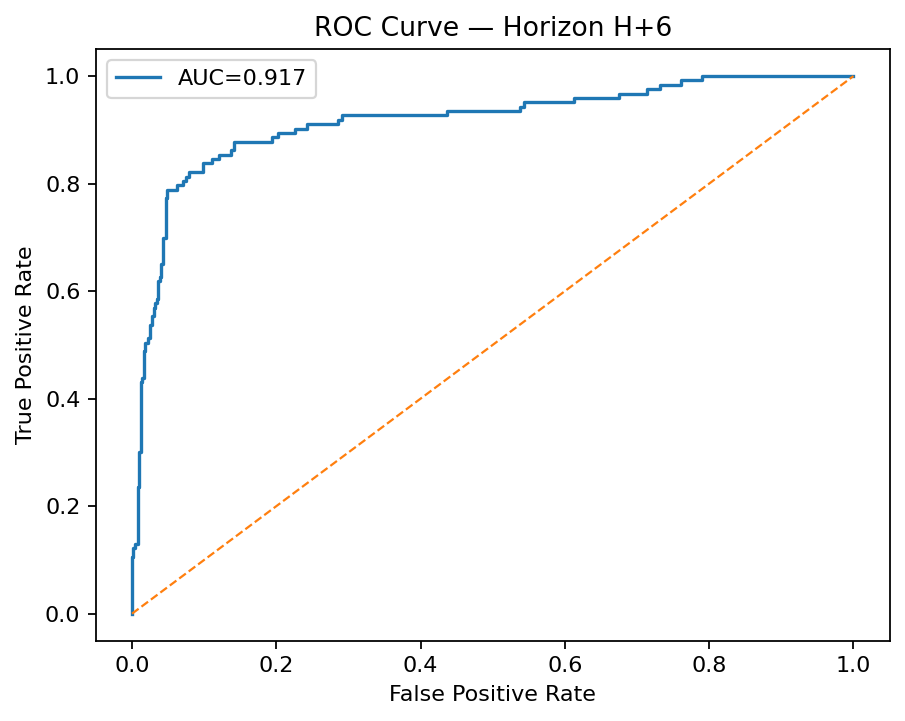 ROC Curve — Horizon H+6
AUC=0.917
True Positive Rate
1.0
0.8
0.6
0.4
0.2
0.0
0.0 0.2 0.4 0.6 0.8 1.0
False Positive Rate